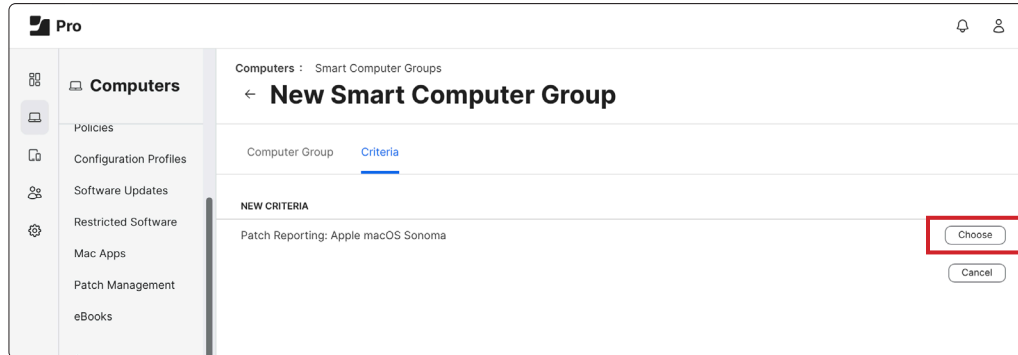 Pro
Computers
Policies
Configuration Profiles
Software Updates
Restricted Software
Mac Apps
Patch Management
eBooks
Computers : Smart Computer Groups
← New Smart Computer Group
Computer Group Criteria
NEW CRITERIA
Patch Reporting: Apple macOS Sonoma
Choose
Cancel